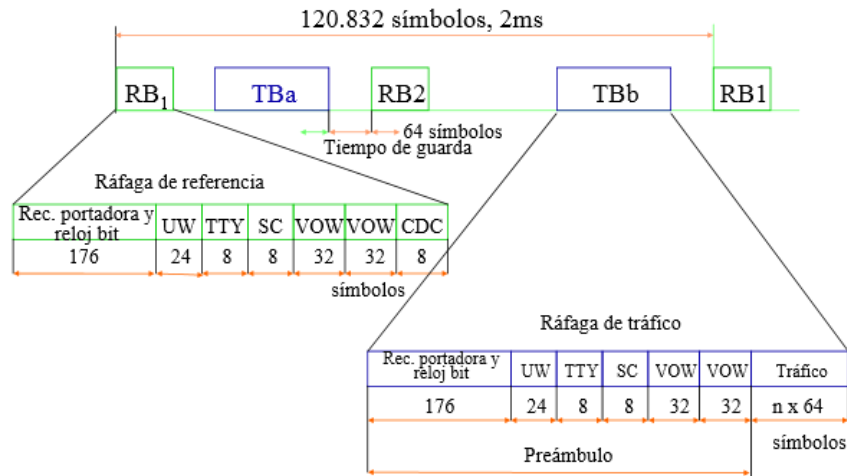 120.832 símbolos, 2ms
RB1 TBa RB2 TBb RB1
64 símbolos
Tiempo de guarda
Ráfaga de referencia
Rec. portadora y
reloj bit UW TTY SC VOW VOW CDC
176 24 8 8 32 32 8
símbolos
Ráfaga de tráfico
Rec. portadora y
reloj bit UW TTY SC VOW VOW Tráfico
176 24 8 8 32 32 n x 64
símbolos
Preámbulo